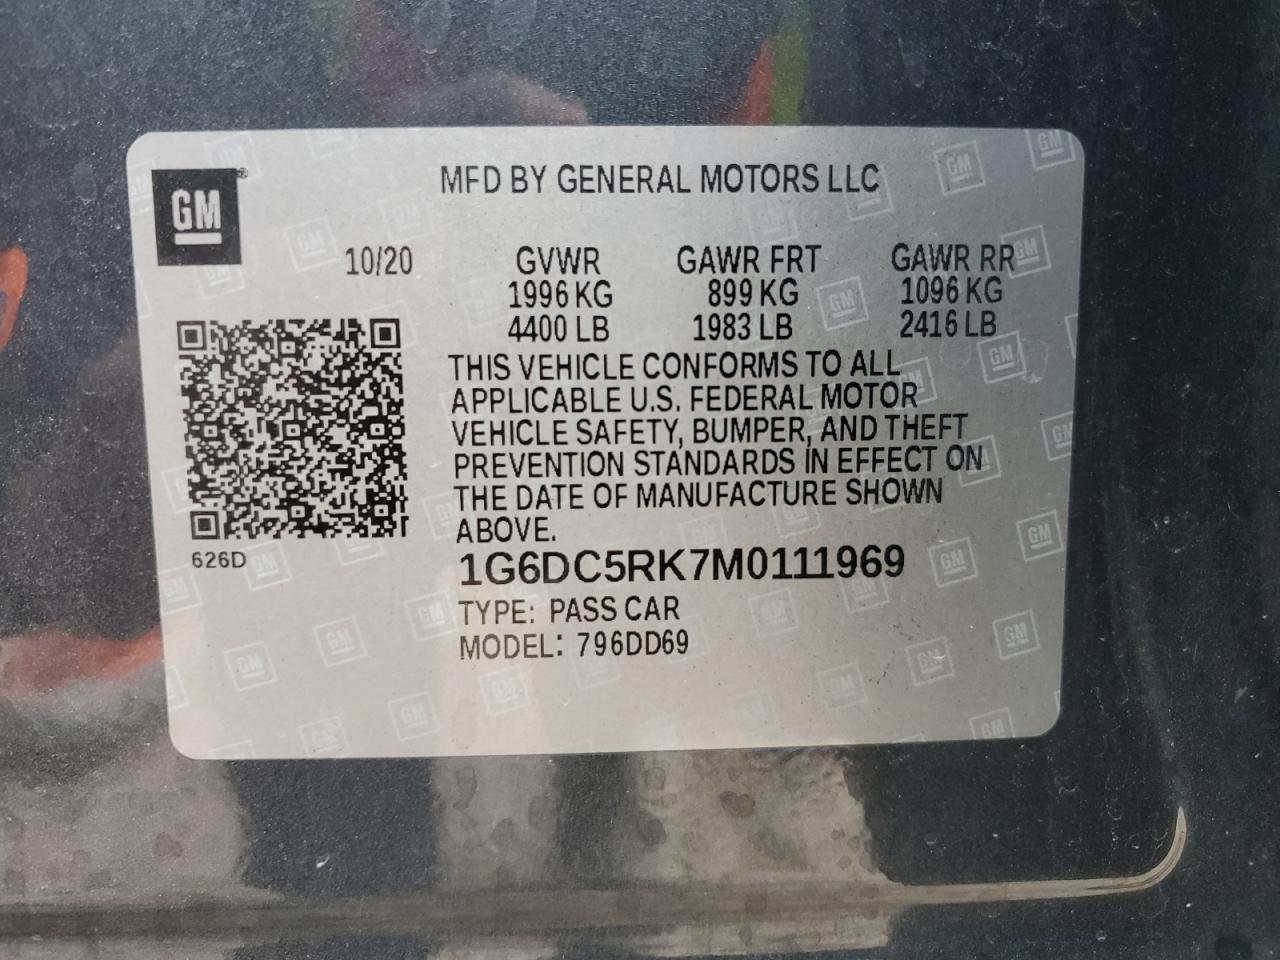 MFD BY GENERAL MOTORS LLC
GM
10/20 GVWR GAWR FRT GAWR RR
1996 KG 899 KG 1096 KG
4400 LB 1983 LB 2416 LB
THIS VEHICLE CONFORMS TO ALL
APPLICABLE U.S. FEDERAL MOTOR
VEHICLE SAFETY, BUMPER, AND THEFT
PREVENTION STANDARDS IN EFFECT ON
THE DATE OF MANUFACTURE SHOWN
ABOVE.
626D
1G6DC5RK7M0111969
TYPE: PASS CAR
MODEL: 796DD69